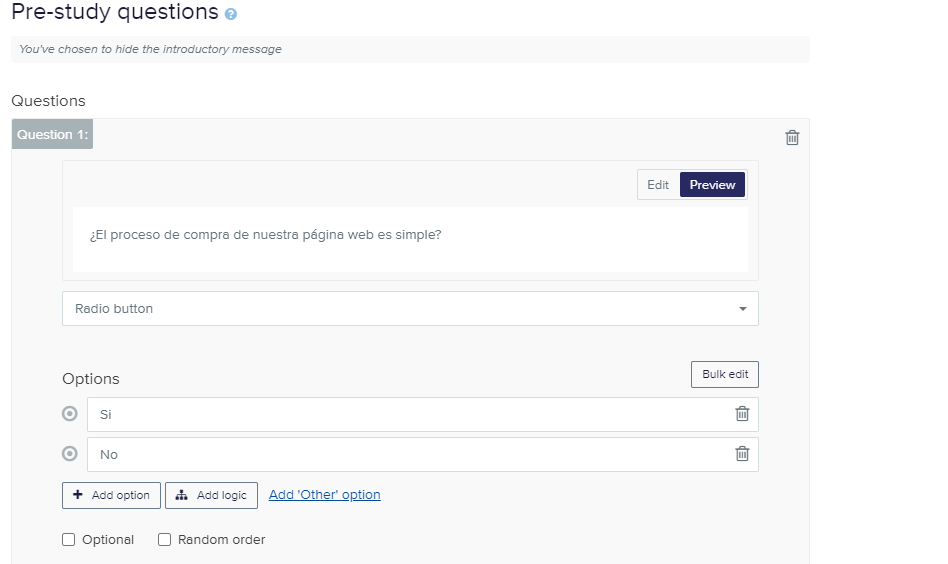 Pre-study questions ?
You've chosen to hide the introductory message
Questions
Question 1:
Edit Preview
¿El proceso de compra de nuestra página web es simple?
Radio button
Options Bulk edit
Si
No
+ Add option Add logic Add 'Other' option
Optional Random order